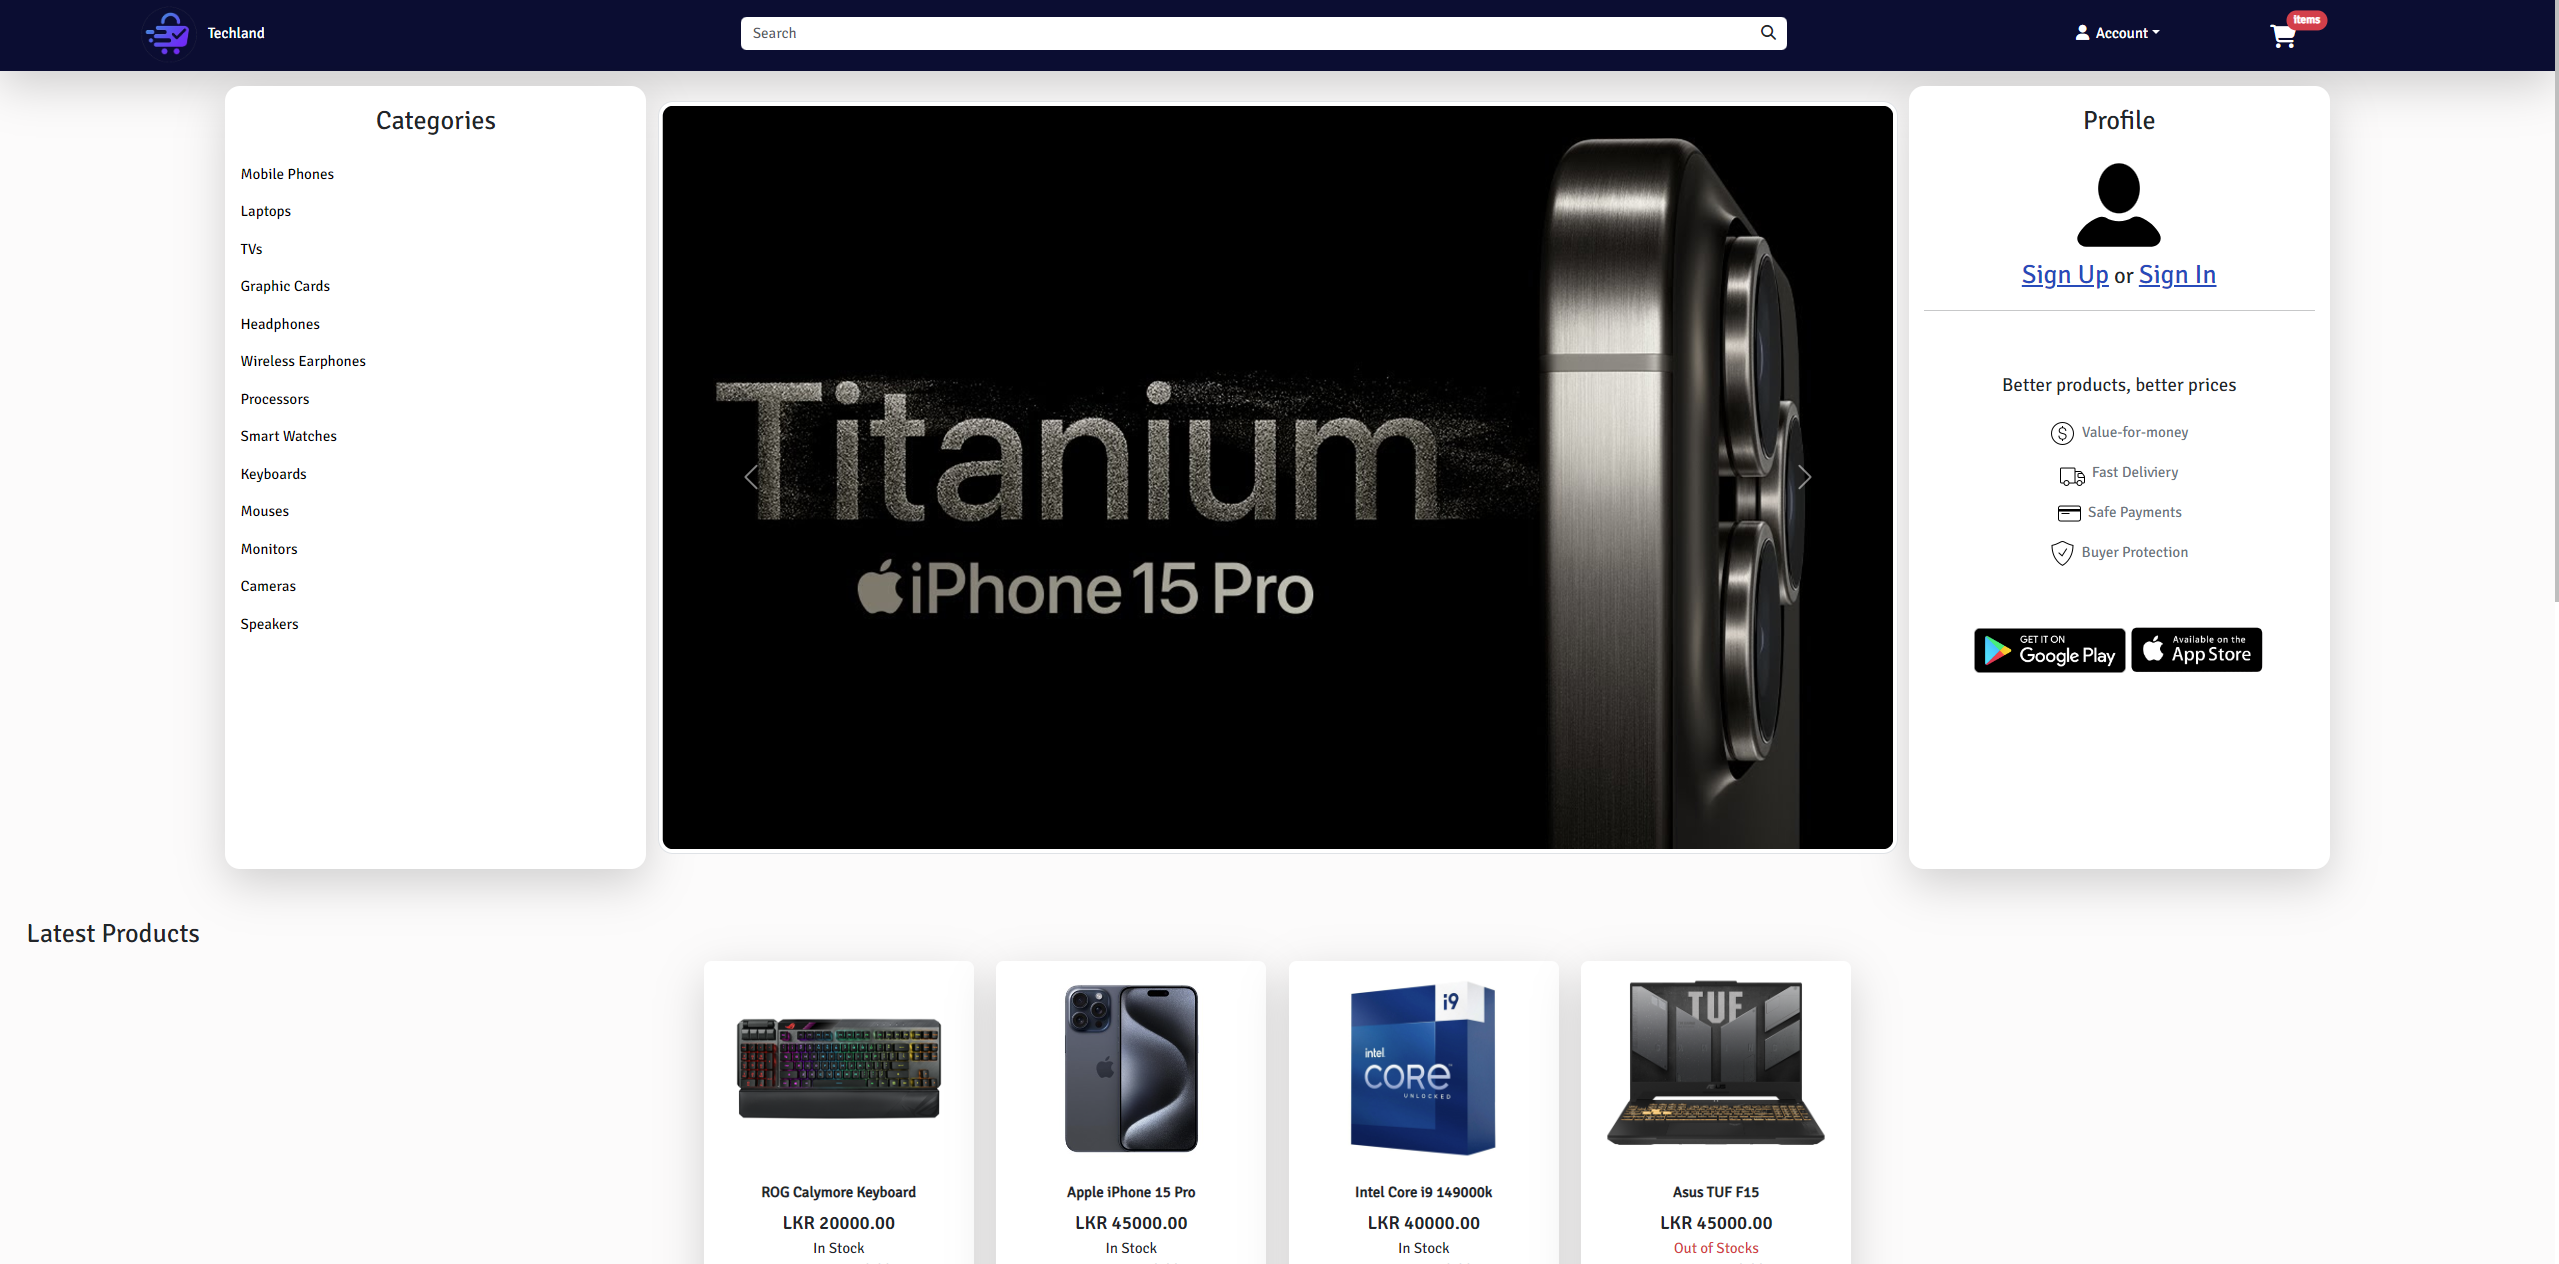 Techland
Search
Account
Items
Categories
Mobile Phones
Laptops
TVs
Graphic Cards
Headphones
Wireless Earphones
Processors
Smart Watches
Keyboards
Mouses
Monitors
Cameras
Speakers
Titanium
iPhone 15 Pro
Profile
Sign Up or Sign In
Better products, better prices
Value-for-money
Fast Deliviery
Safe Payments
Buyer Protection
GET IT ON
Google Play
Available on the
App Store
Latest Products
i9
intel
CORE
UNLOCKED
TUF
ROG Calymore Keyboard
LKR 20000.00
In Stock
Apple iPhone 15 Pro
LKR 45000.00
In Stock
Intel Core i9 149000k
LKR 40000.00
In Stock
Asus TUF F15
LKR 45000.00
Out of Stocks